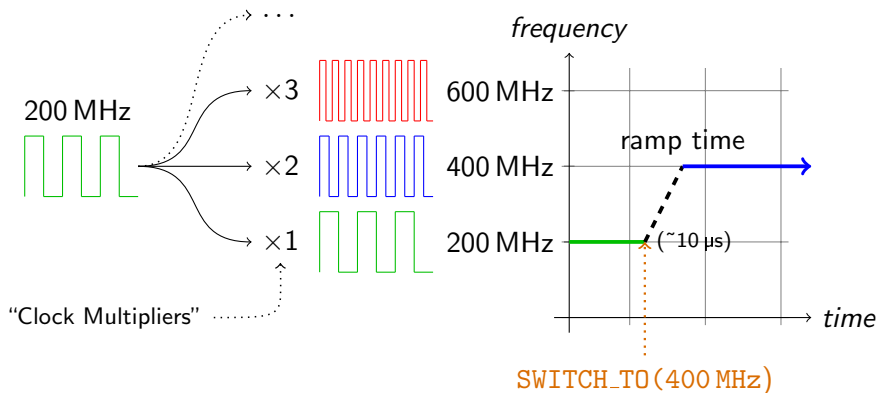 ...
frequency
×3
600 MHz
200 MHz
ramp time
×2
400 MHz
×1
200 MHz
(~10 µs)
“Clock Multipliers”
time
SWITCH_TO(400 MHz)